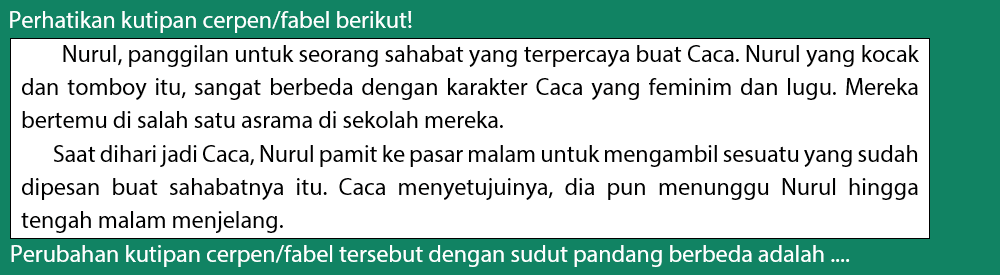 Perhatikan kutipan cerpen/fabel berikut!
Nurul, panggilan untuk seorang sahabat yang terpercaya buat Caca. Nurul yang kocak
dan tomboy itu, sangat berbeda dengan karakter Caca yang feminim dan lugu. Mereka
bertemu di salah satu asrama di sekolah mereka.
Saat dihari jadi Caca, Nurul pamit ke pasar malam untuk mengambil sesuatu yang sudah
dipesan buat sahabatnya itu. Caca menyetujuinya, dia pun menunggu Nurul hingga
tengah malam menjelang.
Perubahan kutipan cerpen/fabel tersebut dengan sudut pandang berbeda adalah ....